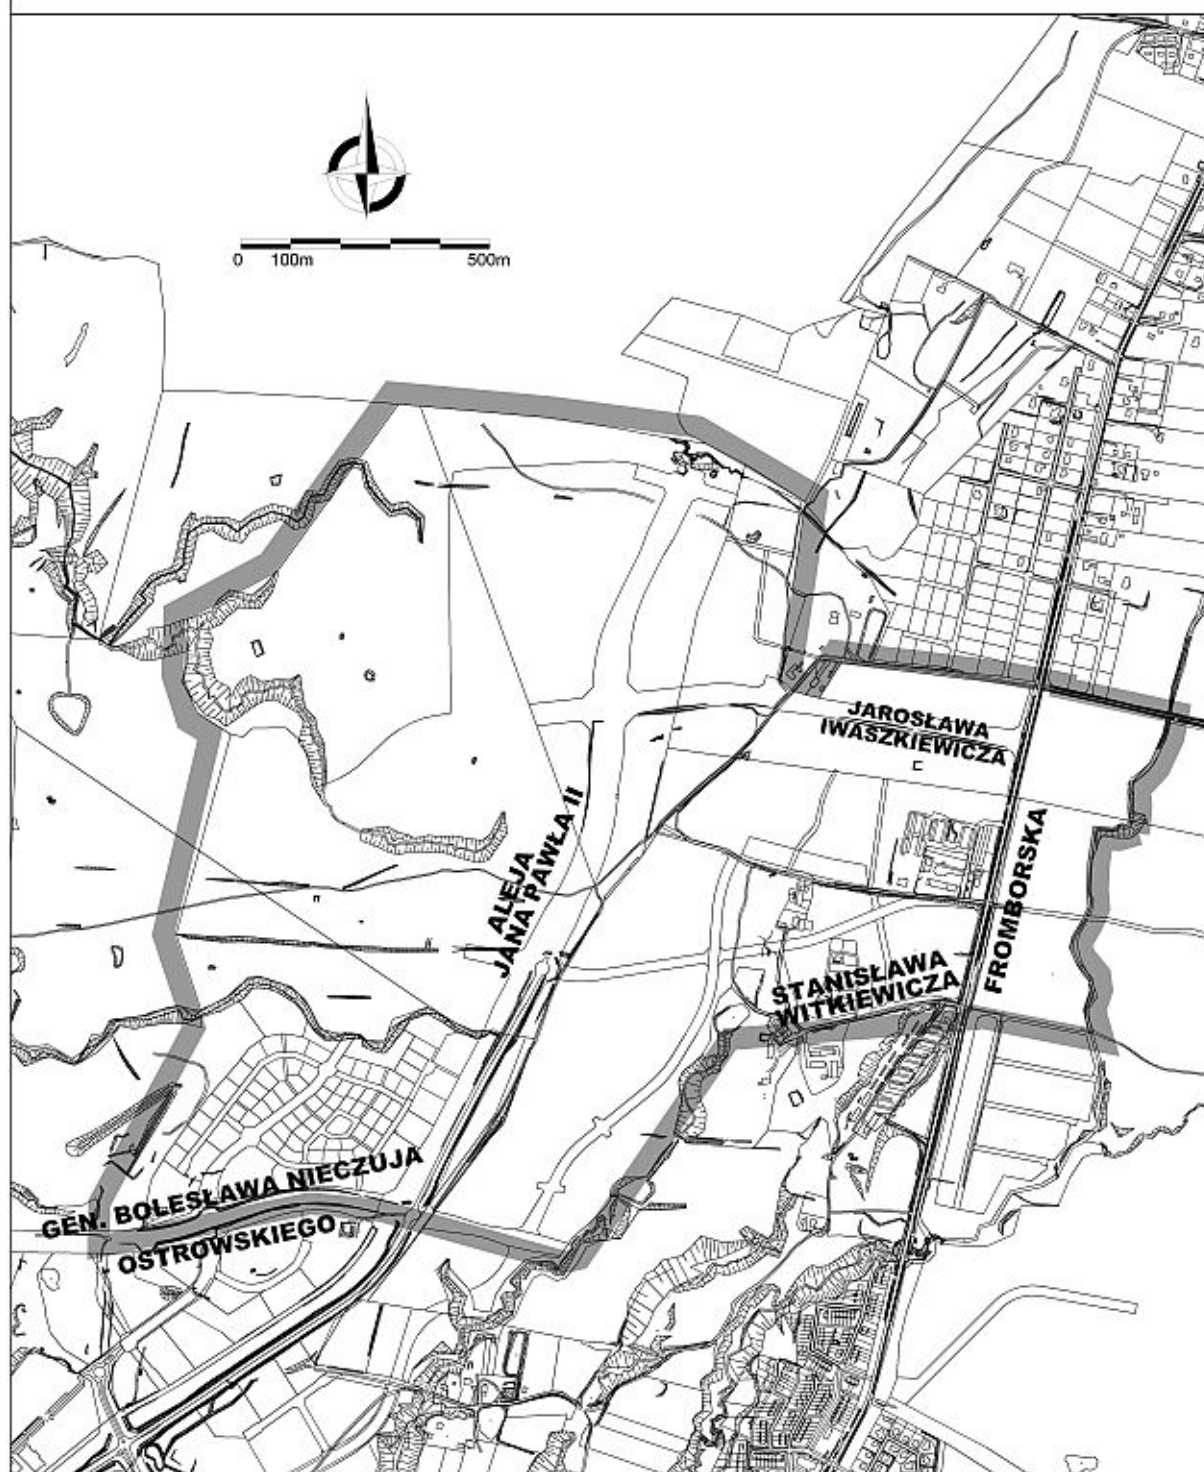 0 100m 500m
JAROSŁAWA
IWASZKIEWICZA
ALEJA
JANA PAWŁA II
FROMBORSKA
STANISŁAWA
WITKIEWICZA
GEN. BOLESŁAWA NIECZUJA
OSTROWSKIEGO